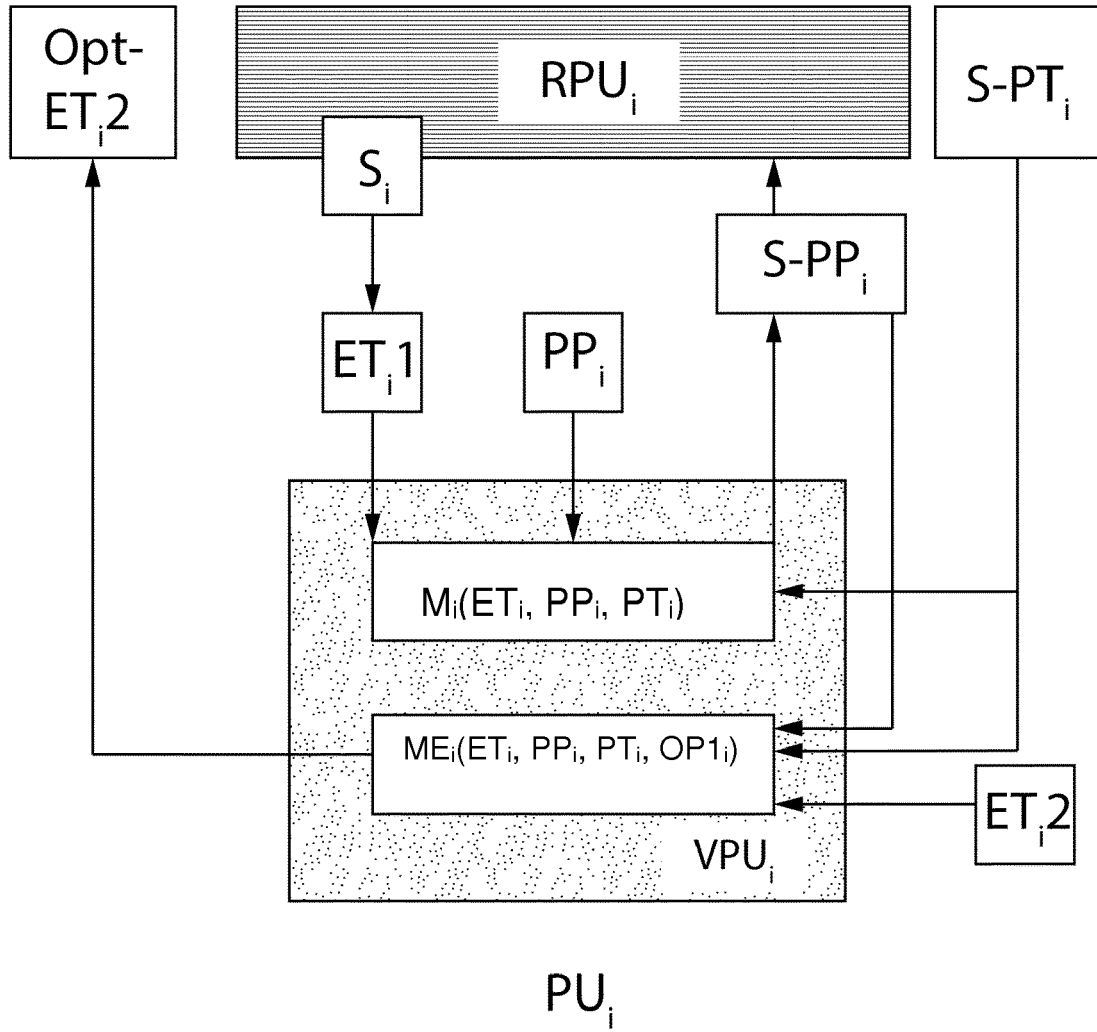 Opt-
ETᵢ2
RPUᵢ
S-PTᵢ
Sᵢ
S-PPᵢ
ETᵢ1
PPᵢ
Mᵢ(ETᵢ, PPᵢ, PTᵢ)
MEᵢ(ETᵢ, PPᵢ, PTᵢ, OP1ᵢ)
ETᵢ2
VPUᵢ
PUᵢ